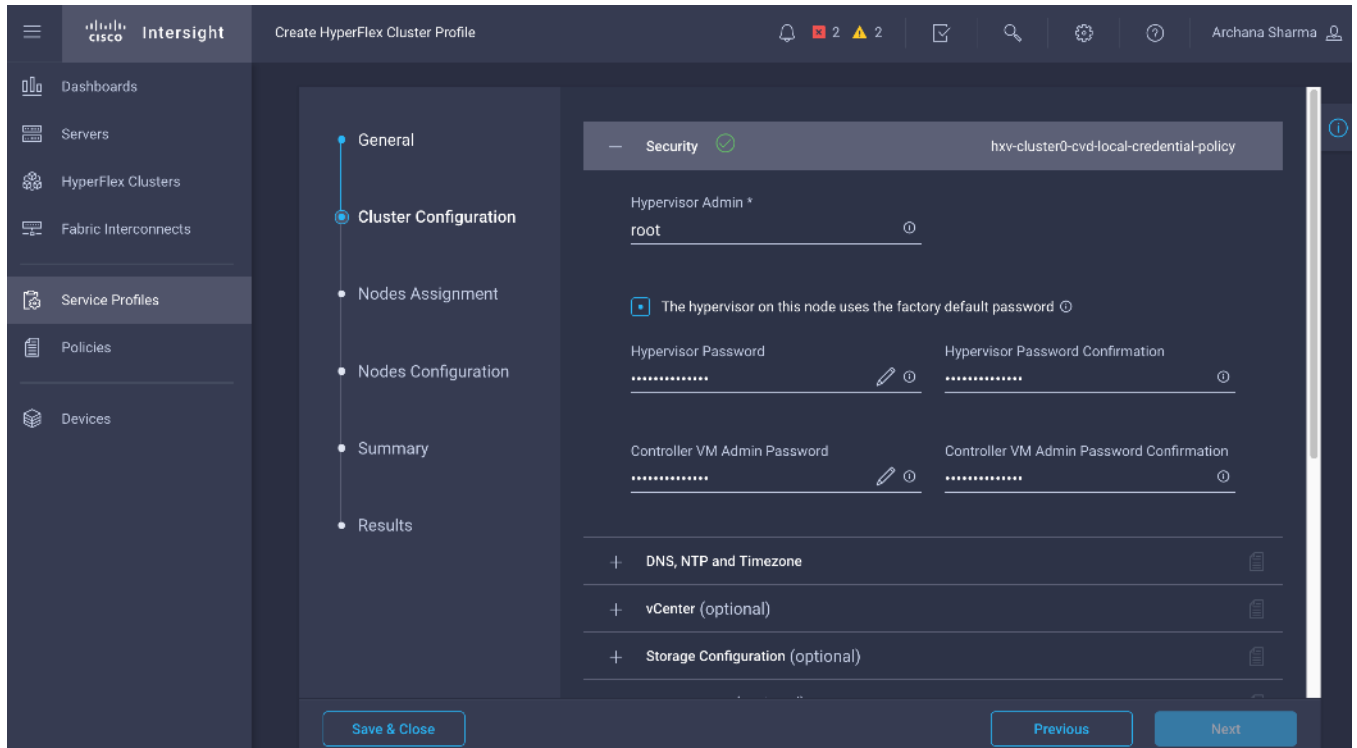 cisco Intersight
Create HyperFlex Cluster Profile
2 2
Archana Sharma
Dashboards
Servers
HyperFlex Clusters
Fabric Interconnects
Service Profiles
Policies
Devices
General
Cluster Configuration
Nodes Assignment
Nodes Configuration
Summary
Results
Security hxv-cluster0-cvd-local-credential-policy
Hypervisor Admin *
root
The hypervisor on this node uses the factory default password
Hypervisor Password Hypervisor Password Confirmation
•••••••••••••• ••••••••••••••
Controller VM Admin Password Controller VM Admin Password Confirmation
•••••••••••••• ••••••••••••••
DNS, NTP and Timezone
vCenter (optional)
Storage Configuration (optional)
Save & Close Previous Next